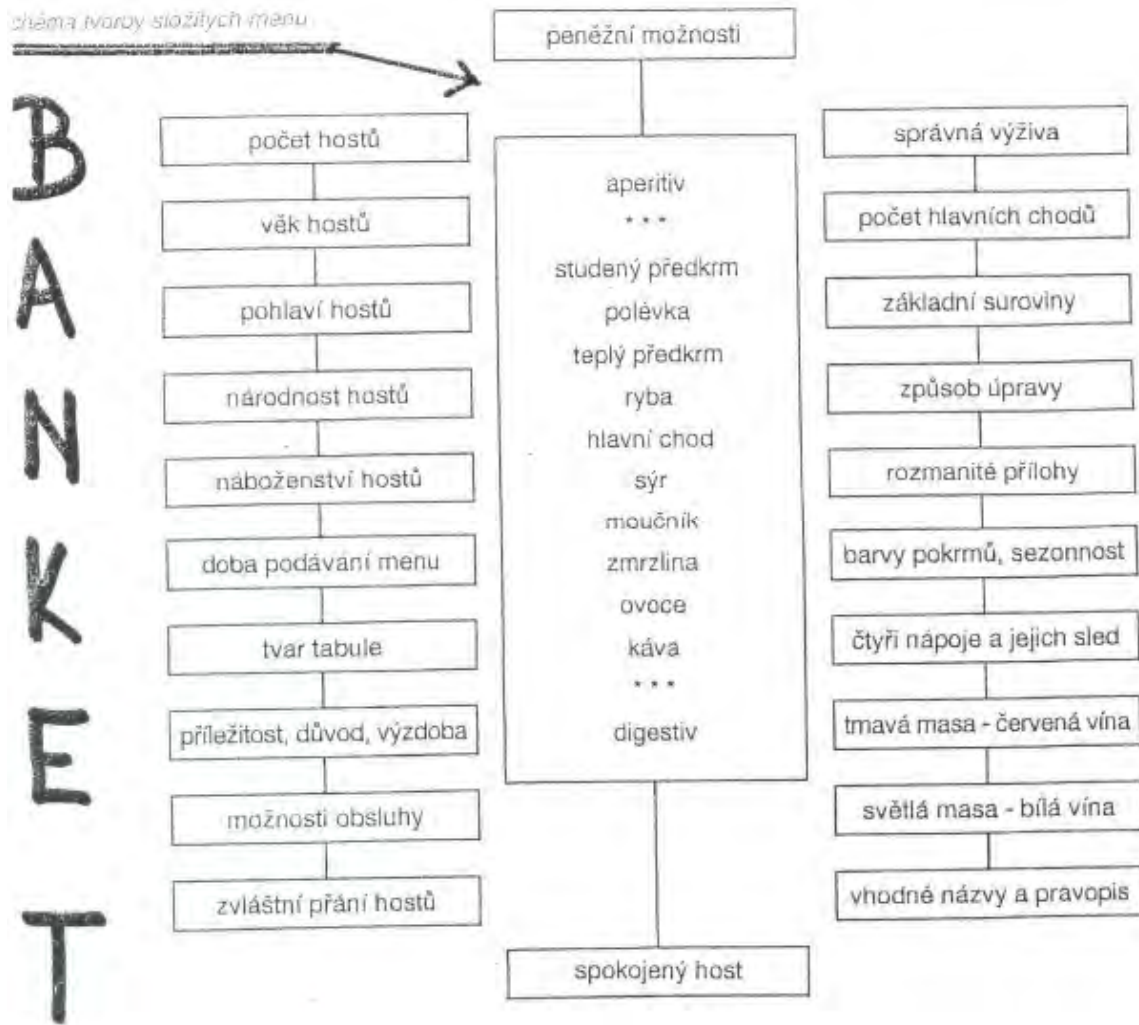 schéma tvorby složitých menu
B
A
N
K
E
T
počet hostů
věk hostů
pohlaví hostů
národnost hostů
náboženství hostů
doba podávání menu
tvar tabule
příležitost, důvod, výzdoba
možnosti obsluhy
zvláštní přání hostů
peněžní možnosti
aperitiv
* * *
studený předkrm
polévka
teplý předkrm
ryba
hlavní chod
sýr
moučník
zmrzlina
ovoce
káva
* * *
digestiv
spokojený host
správná výživa
počet hlavních chodů
základní suroviny
způsob úpravy
rozmanité přílohy
barvy pokrmů, sezonnost
čtyři nápoje a jejich sled
tmavá masa - červená vína
světlá masa - bílá vína
vhodné názvy a pravopis